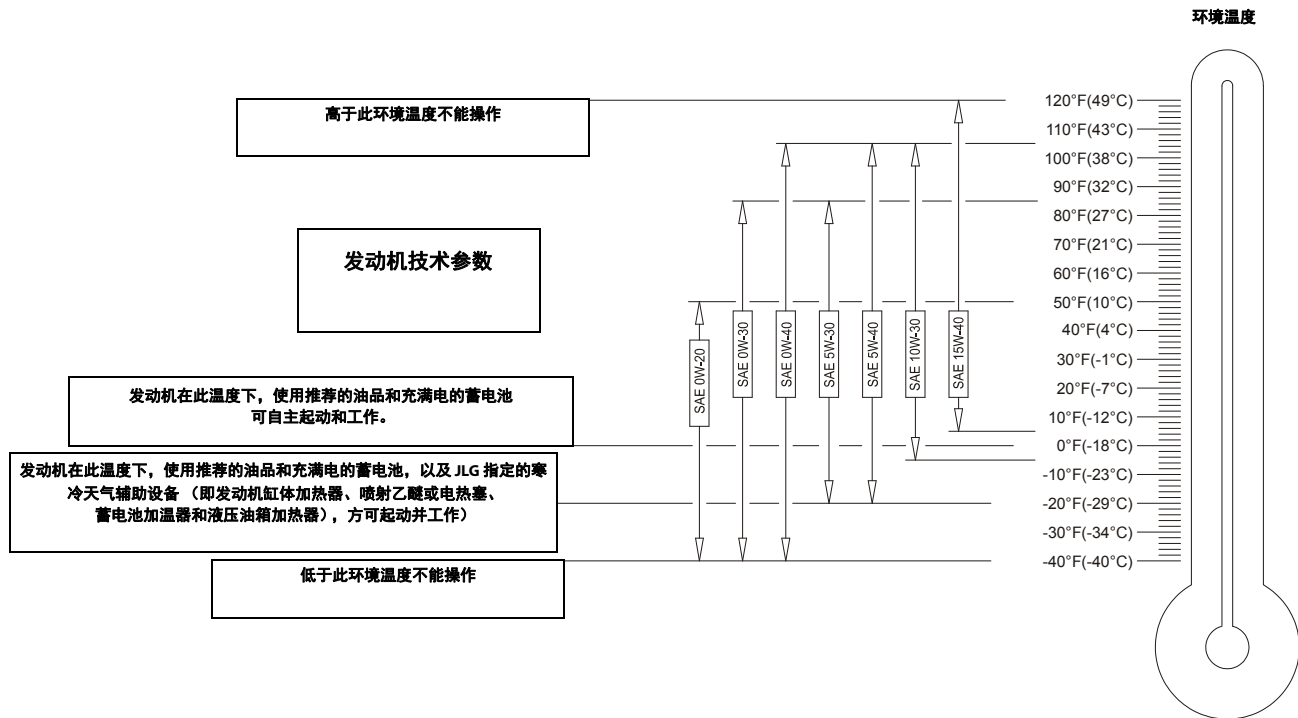 环境温度
高于此环境温度不能操作
发动机技术参数
发动机在此温度下，使用推荐的油品和充满电的蓄电池
可自主起动和工作。
发动机在此温度下，使用推荐的油品和充满电的蓄电池，以及 JLG 指定的寒
冷天气辅助设备 （即发动机缸体加热器、喷射乙醚或电热塞、
蓄电池加温器和液压油箱加热器），方可起动并工作）
低于此环境温度不能操作
SAE 0W-20
SAE 0W-30
SAE 0W-40
SAE 5W-30
SAE 5W-40
SAE 10W-30
SAE 15W-40
120°F(49°C)
110°F(43°C)
100°F(38°C)
90°F(32°C)
80°F(27°C)
70°F(21°C)
60°F(16°C)
50°F(10°C)
40°F(4°C)
30°F(-1°C)
20°F(-7°C)
10°F(-12°C)
0°F(-18°C)
-10°F(-23°C)
-20°F(-29°C)
-30°F(-34°C)
-40°F(-40°C)